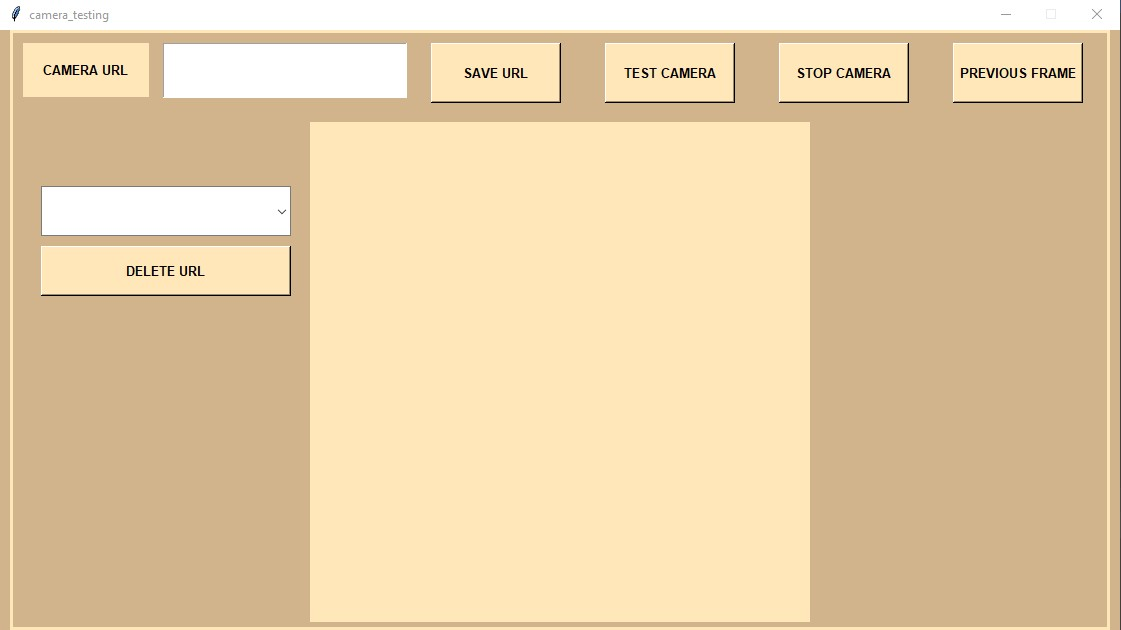 camera_testing
CAMERA URL
SAVE URL
TEST CAMERA
STOP CAMERA
PREVIOUS FRAME
DELETE URL